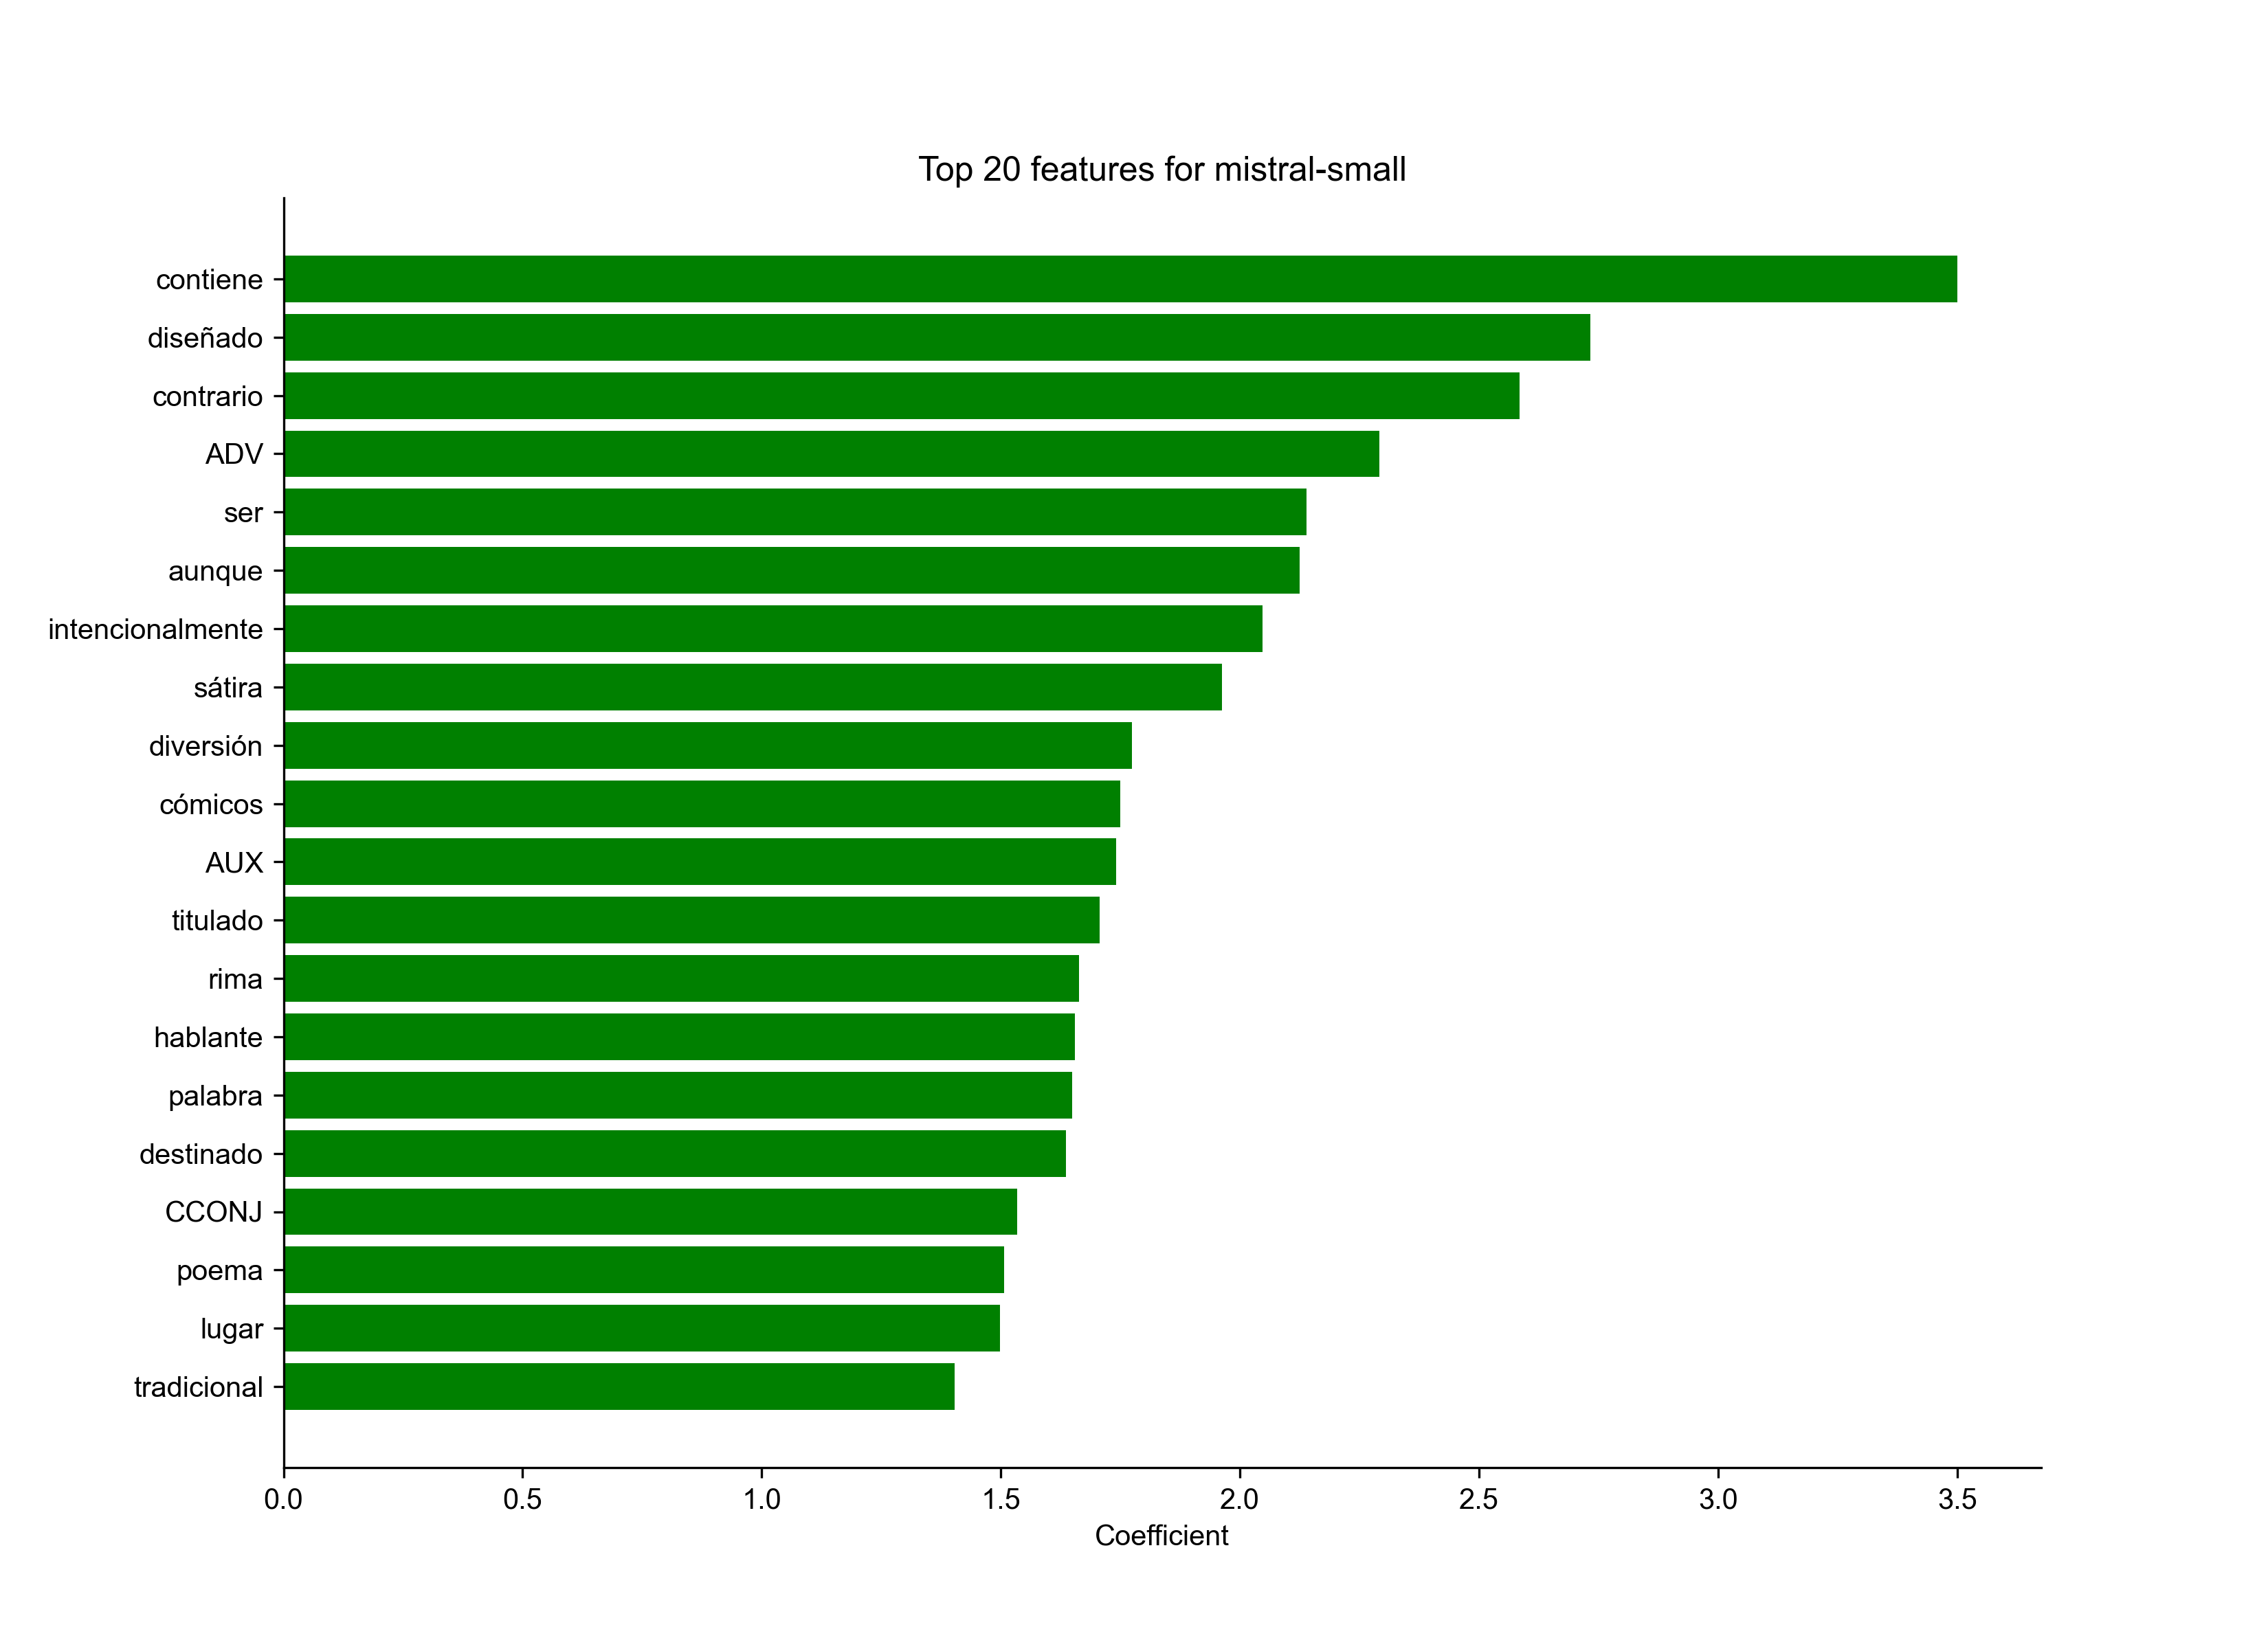 Top 20 features for mistral-small
contiene
diseñado
contrario
ADV
ser
aunque
intencionalmente
sátira
diversión
cómicos
AUX
titulado
rima
hablante
palabra
destinado
CCONJ
poema
lugar
tradicional
0.0 0.5 1.0 1.5 2.0 2.5 3.0 3.5
Coefficient